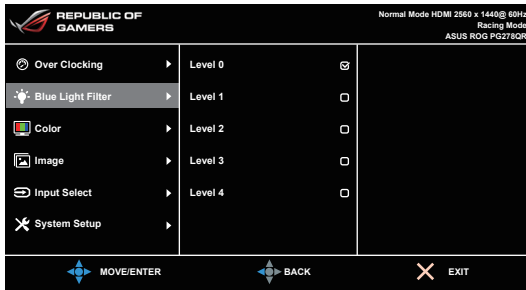 REPUBLIC OF
GAMERS
Normal Mode HDMI 2560 x 1440@ 60Hz
Racing Mode
ASUS ROG PG278QR
Over Clocking
Blue Light Filter
Color
Image
Input Select
System Setup
Level 0
Level 1
Level 2
Level 3
Level 4
MOVE/ENTER
BACK
EXIT